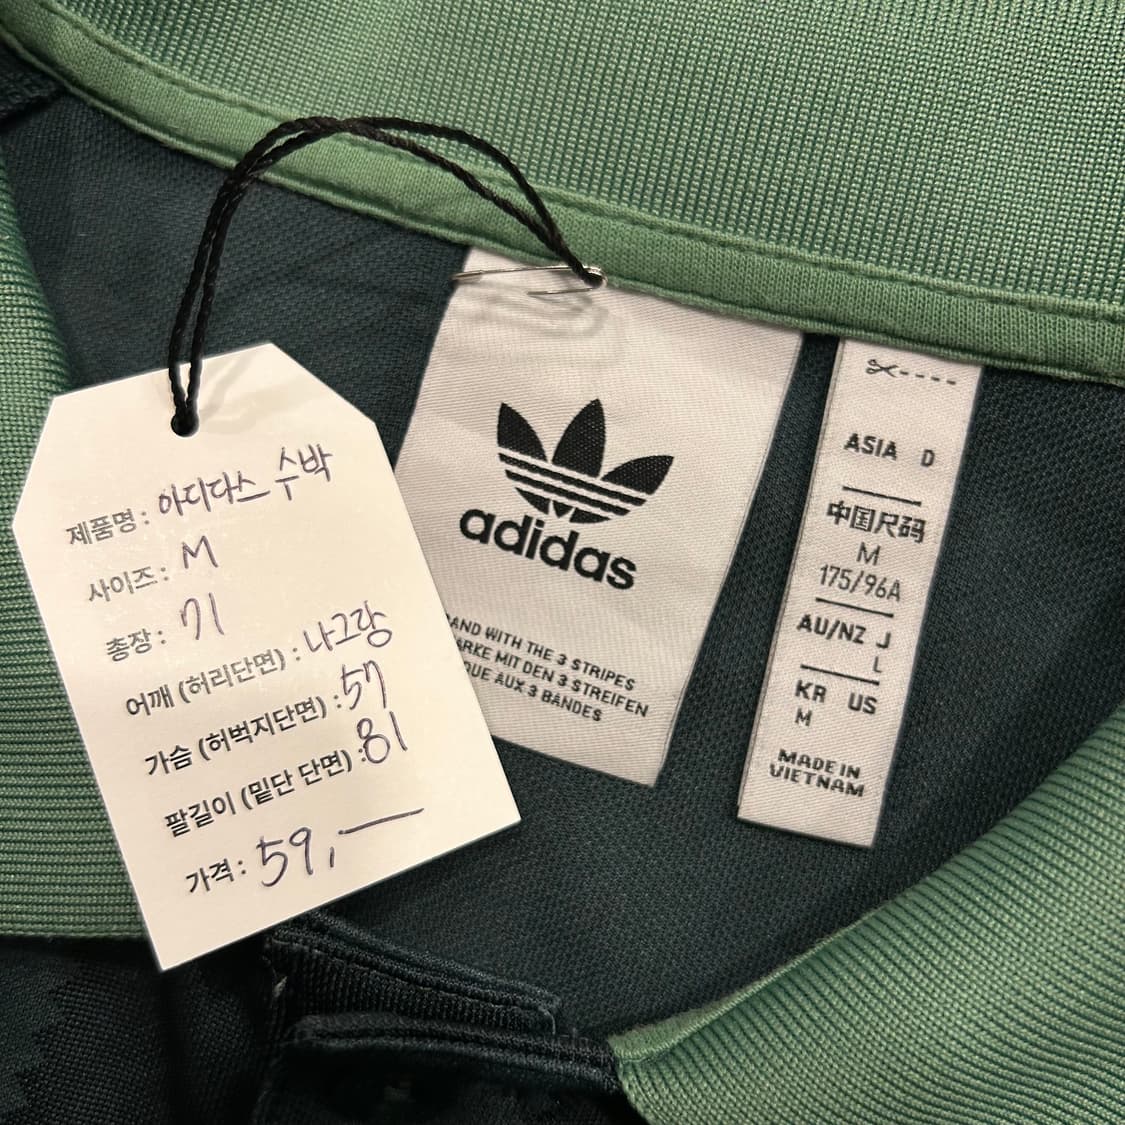 제품명: 아디다스 수박
사이즈: M
총장: 71
어깨 (허리단면) : 나그랑
가슴 (허벅지단면) : 57
팔길이 (밑단 단면) : 81
가격: 59,—
adidas
AND WITH THE 3 STRIPES
ARKE MIT DEN 3 STREIFEN
QUE AUX 3 BANDES
ASIA D
中国尺码
M
175/96A
AU/NZ J
L
KR US
M
MADE IN
VIETNAM